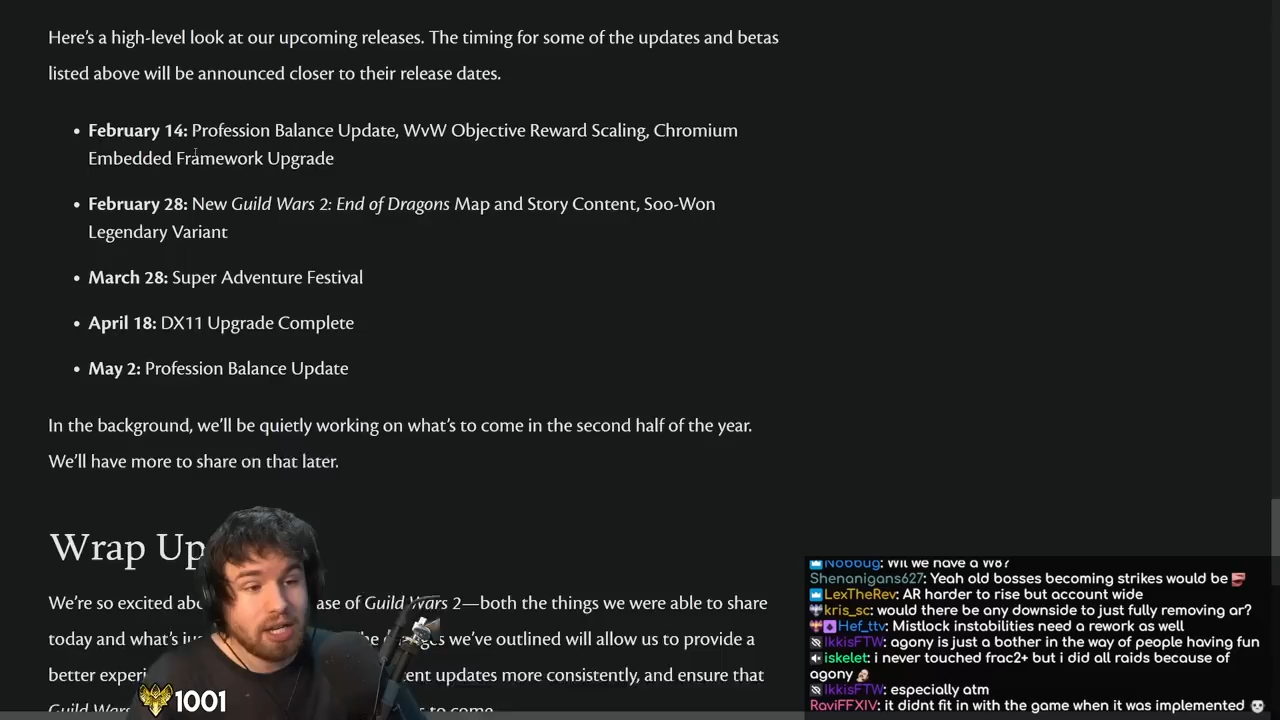 Here's a high-level look at our upcoming releases. The timing for some of the updates and betas
listed above will be announced closer to their release dates.
• February 14: Profession Balance Update, WvW Objective Reward Scaling, Chromium
Embedded Framework Upgrade
• February 28: New Guild Wars 2: End of Dragons Map and Story Content, Soo-Won
Legendary Variant
• March 28: Super Adventure Festival
• April 18: DX11 Upgrade Complete
• May 2: Profession Balance Update
In the background, we'll be quietly working on what's to come in the second half of the year.
We'll have more to share on that later.
Wrap Up
We're so excited ase of Guild Wars 2—both the things we were able to share
today and what's we've outlined will allow us to provide a
better tent updates more consistently, and ensure that
Guild to come
1001
No66ug: Wil we have a w8?
Shenanigans627: Yeah old bosses becoming strikes would be
LexTheRev: AR harder to rise but account wide
kris_sc: would there be any downside to just fully removing ar?
Hef_ttv: Mistlock instabilities need a rework as well
IkkisFTW: agony is just a bother in the way of people having fun
iskelet: i never touched frac2+ but i did all raids because of
agony
IkkisFTW: especially atm
RaviFFXIV: it didnt fit in with the game when it was implemented